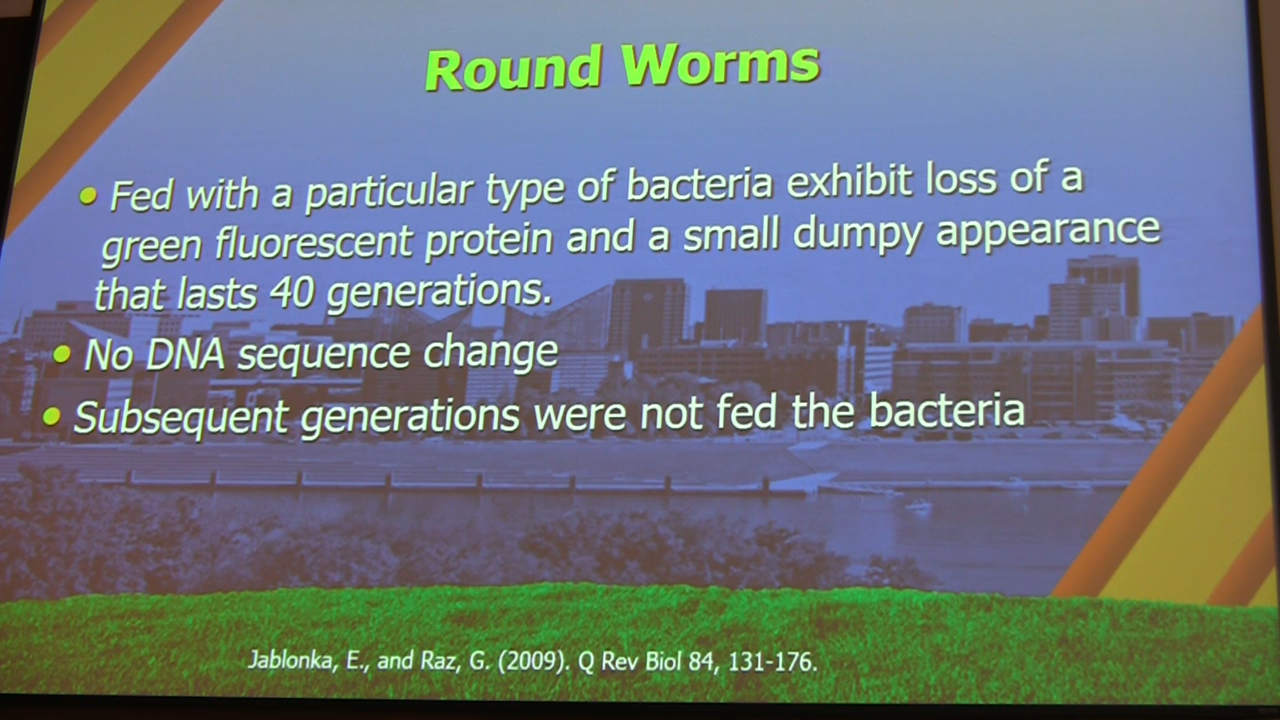 Round Worms
• Fed with a particular type of bacteria exhibit loss of a
green fluorescent protein and a small dumpy appearance
that lasts 40 generations.
• No DNA sequence change
• Subsequent generations were not fed the bacteria
Jablonka, E., and Raz, G. (2009). Q Rev Biol 84, 131-176.